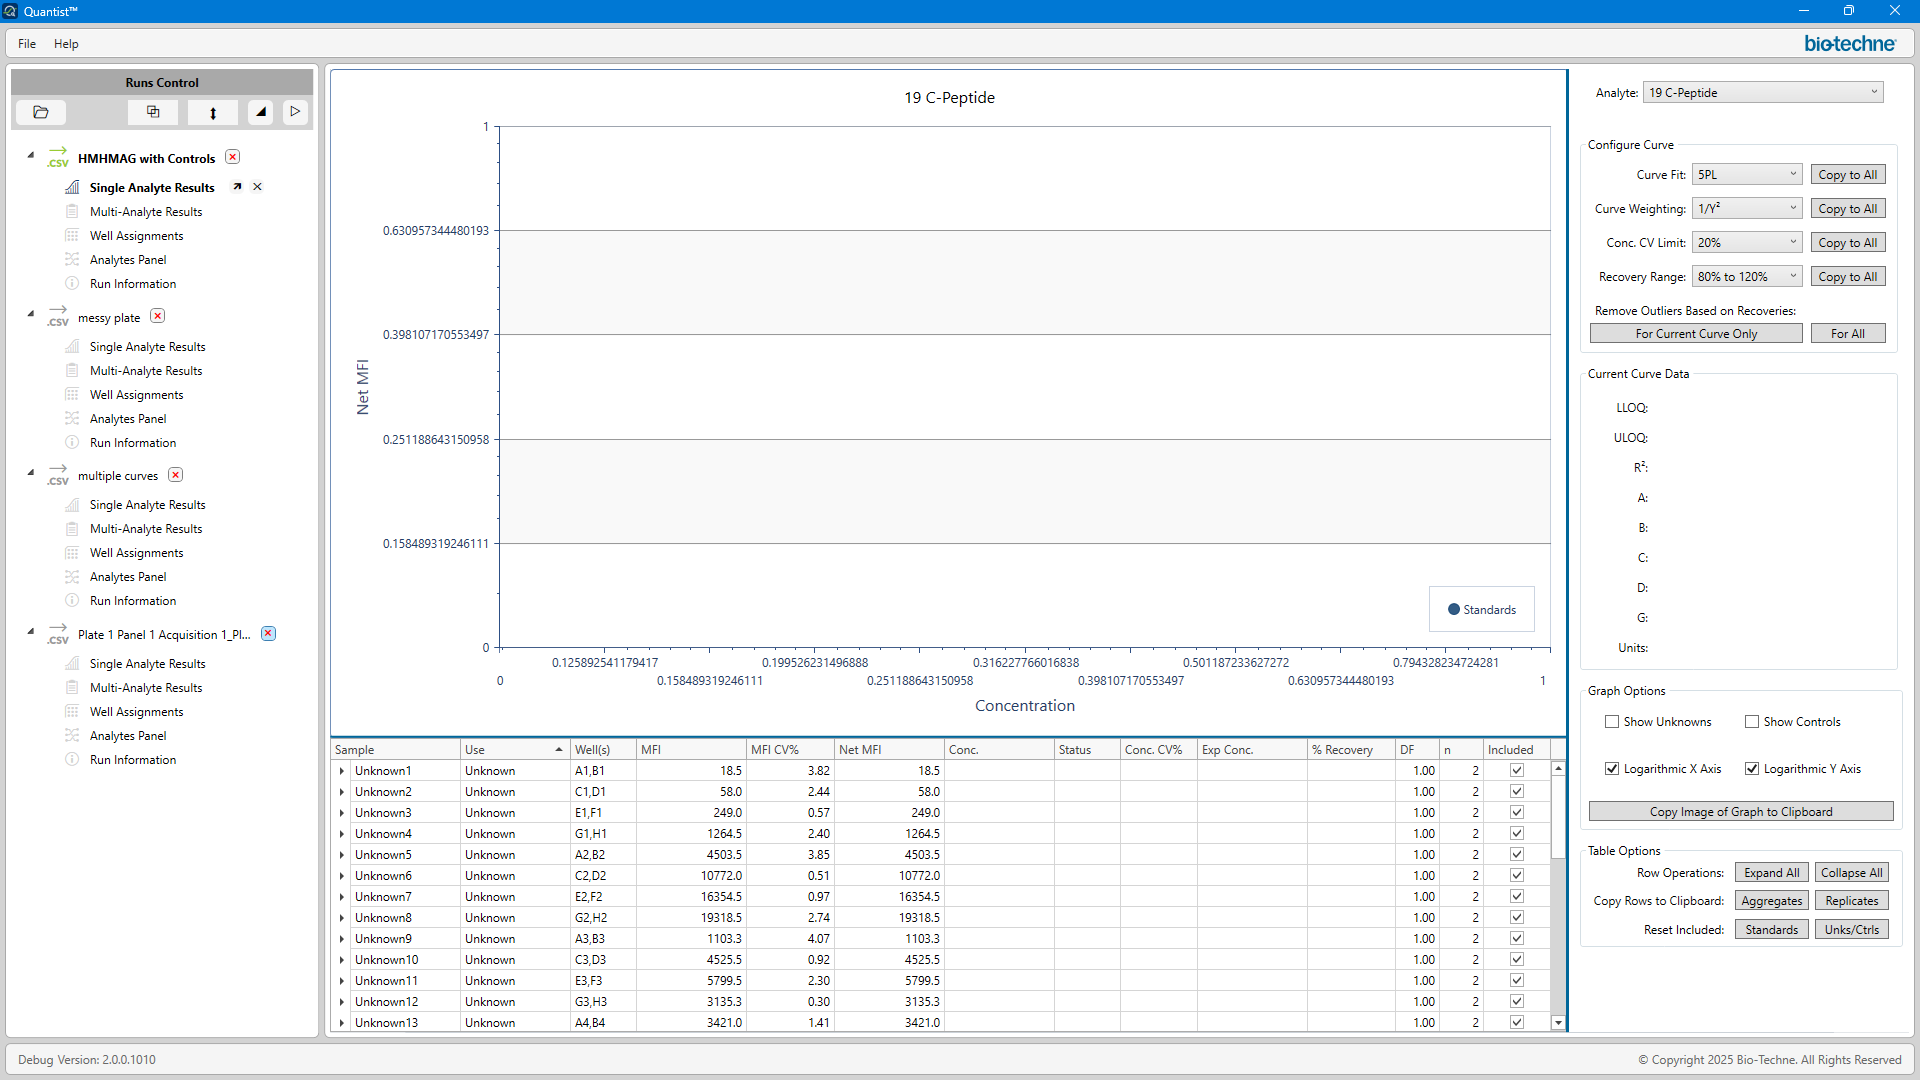 Quantist™
File Help
bio-techne
Runs Control
.CSV HMHMAG with Controls
Single Analyte Results
Multi-Analyte Results
Well Assignments
Analytes Panel
Run Information
.CSV messy plate
Single Analyte Results
Multi-Analyte Results
Well Assignments
Analytes Panel
Run Information
.CSV multiple curves
Single Analyte Results
Multi-Analyte Results
Well Assignments
Analytes Panel
Run Information
.CSV Plate 1 Panel 1 Acquisition 1_Pl...
Single Analyte Results
Multi-Analyte Results
Well Assignments
Analytes Panel
Run Information
19 C-Peptide
Net MFI
1
0.630957344480193
0.398107170553497
0.251188643150958
0.158489319246111
0
Standards
0.125892541179417 0.199526231496888 0.316227766016838 0.501187233627272 0.794328234724281
0 0.158489319246111 0.251188643150958 0.398107170553497 0.630957344480193 1
Concentration
Sample Use Well(s) MFI MFI CV% Net MFI Conc. Status Conc. CV% Exp Conc. % Recovery DF n Included
Unknown1 Unknown A1,B1 18.5 3.82 18.5 1.00 2
Unknown2 Unknown C1,D1 58.0 2.44 58.0 1.00 2
Unknown3 Unknown E1,F1 249.0 0.57 249.0 1.00 2
Unknown4 Unknown G1,H1 1264.5 2.40 1264.5 1.00 2
Unknown5 Unknown A2,B2 4503.5 3.85 4503.5 1.00 2
Unknown6 Unknown C2,D2 10772.0 0.51 10772.0 1.00 2
Unknown7 Unknown E2,F2 16354.5 0.97 16354.5 1.00 2
Unknown8 Unknown G2,H2 19318.5 2.74 19318.5 1.00 2
Unknown9 Unknown A3,B3 1103.3 4.07 1103.3 1.00 2
Unknown10 Unknown C3,D3 4525.5 0.92 4525.5 1.00 2
Unknown11 Unknown E3,F3 5799.5 2.30 5799.5 1.00 2
Unknown12 Unknown G3,H3 3135.3 0.30 3135.3 1.00 2
Unknown13 Unknown A4,B4 3421.0 1.41 3421.0 1.00 2
Analyte: 19 C-Peptide
Configure Curve
Curve Fit: 5PL Copy to All
Curve Weighting: 1/Y² Copy to All
Conc. CV Limit: 20% Copy to All
Recovery Range: 80% to 120% Copy to All
Remove Outliers Based on Recoveries:
For Current Curve Only For All
Current Curve Data
LLOQ:
ULOQ:
R²:
A:
B:
C:
D:
G:
Units:
Graph Options
Show Unknowns Show Controls
Logarithmic X Axis Logarithmic Y Axis
Copy Image of Graph to Clipboard
Table Options
Row Operations: Expand All Collapse All
Copy Rows to Clipboard: Aggregates Replicates
Reset Included: Standards Unks/Ctrls
Debug Version: 2.0.0.1010
© Copyright 2025 Bio-Techne. All Rights Reserved